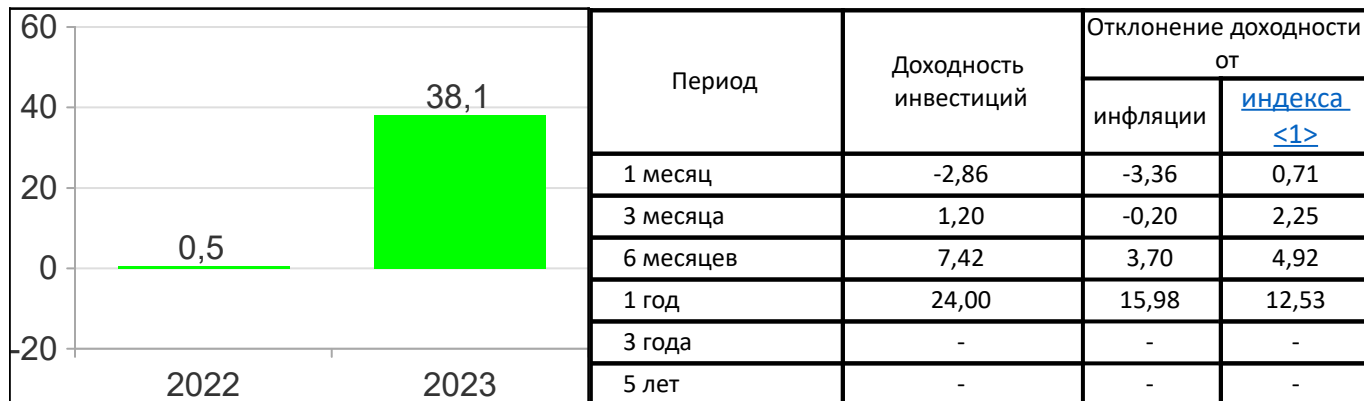 60
40
20
0
-20
0,5
38,1
2022
2023
Период
Доходность
инвестиций
Отклонение доходности
от
инфляции
индекса
<1>
1 месяц -2,86 -3,36 0,71
3 месяца 1,20 -0,20 2,25
6 месяцев 7,42 3,70 4,92
1 год 24,00 15,98 12,53
3 года - - -
5 лет - - -